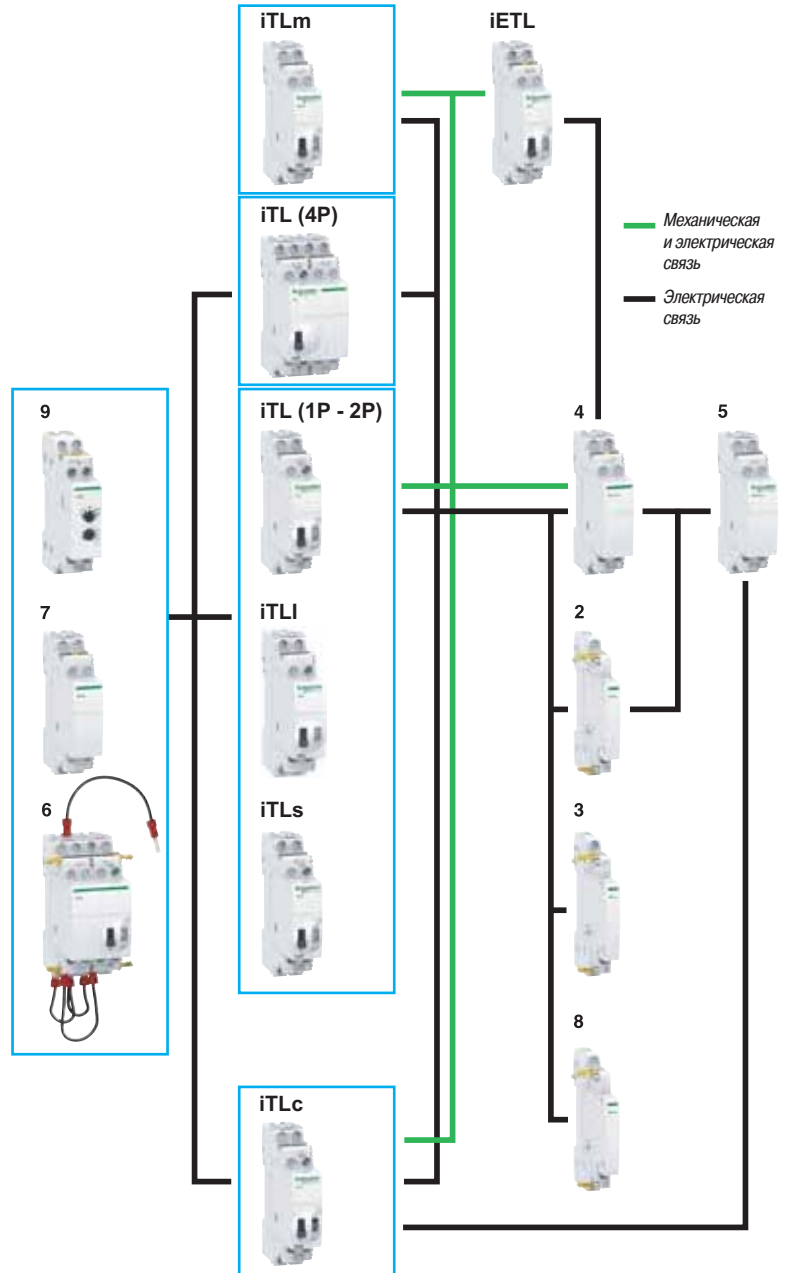 iTLm
iETL
Механическая
и электрическая
связь
iTL (4P)
Электрическая
связь
9
iTL (1P - 2P)
4
5
7
iTLI
2
6
iTLs
3
8
iTLc